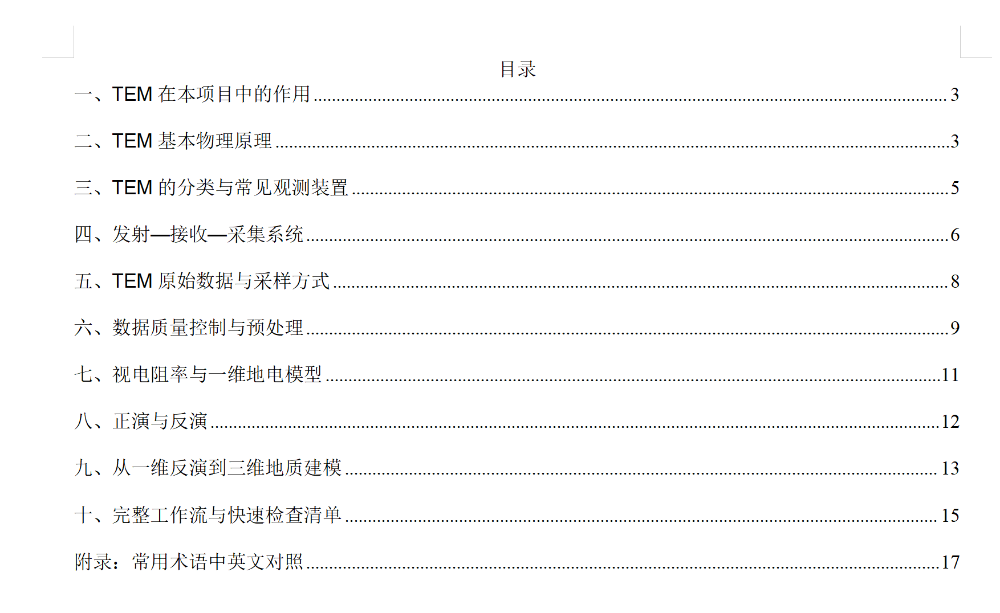 目录
一、TEM 在本项目中的作用 3
二、TEM 基本物理原理 3
三、TEM 的分类与常见观测装置 5
四、发射—接收—采集系统 6
五、TEM 原始数据与采样方式 8
六、数据质量控制与预处理 9
七、视电阻率与一维地电模型 11
八、正演与反演 12
九、从一维反演到三维地质建模 13
十、完整工作流与快速检查清单 15
附录：常用术语中英文对照 17